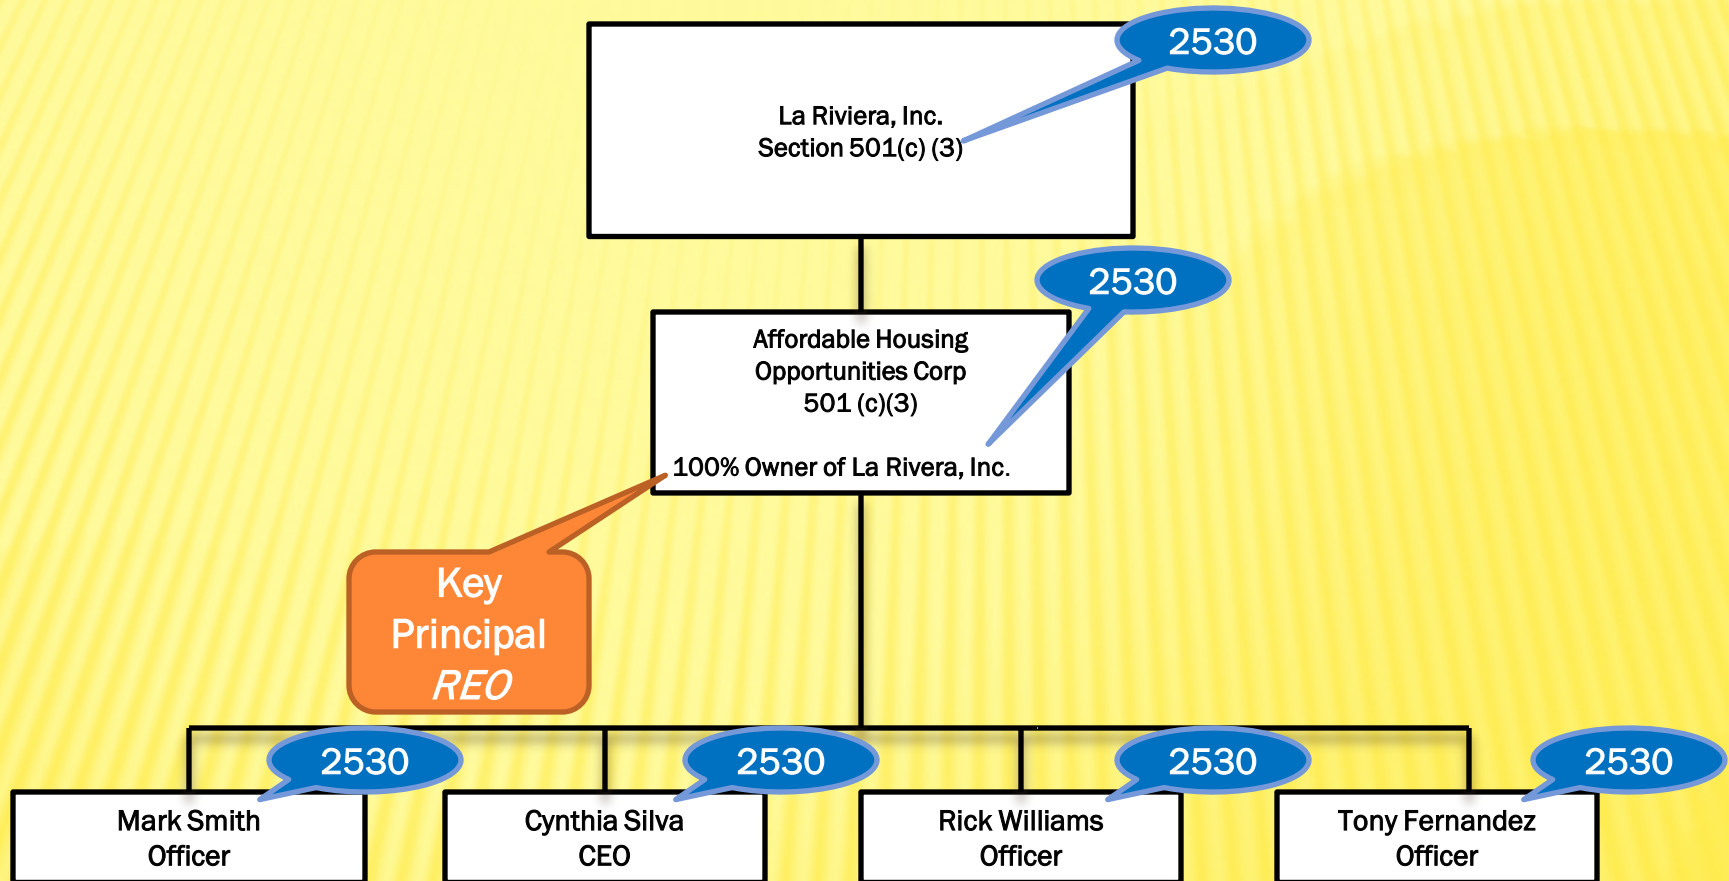 2530
La Riviera, Inc.
Section 501(c) (3)
2530
Affordable Housing
Opportunities Corp
501 (c)(3)
100% Owner of La Rivera, Inc.
Key
Principal
REO
2530
2530
2530
2530
Mark Smith
Officer
Cynthia Silva
CEO
Rick Williams
Officer
Tony Fernandez
Officer